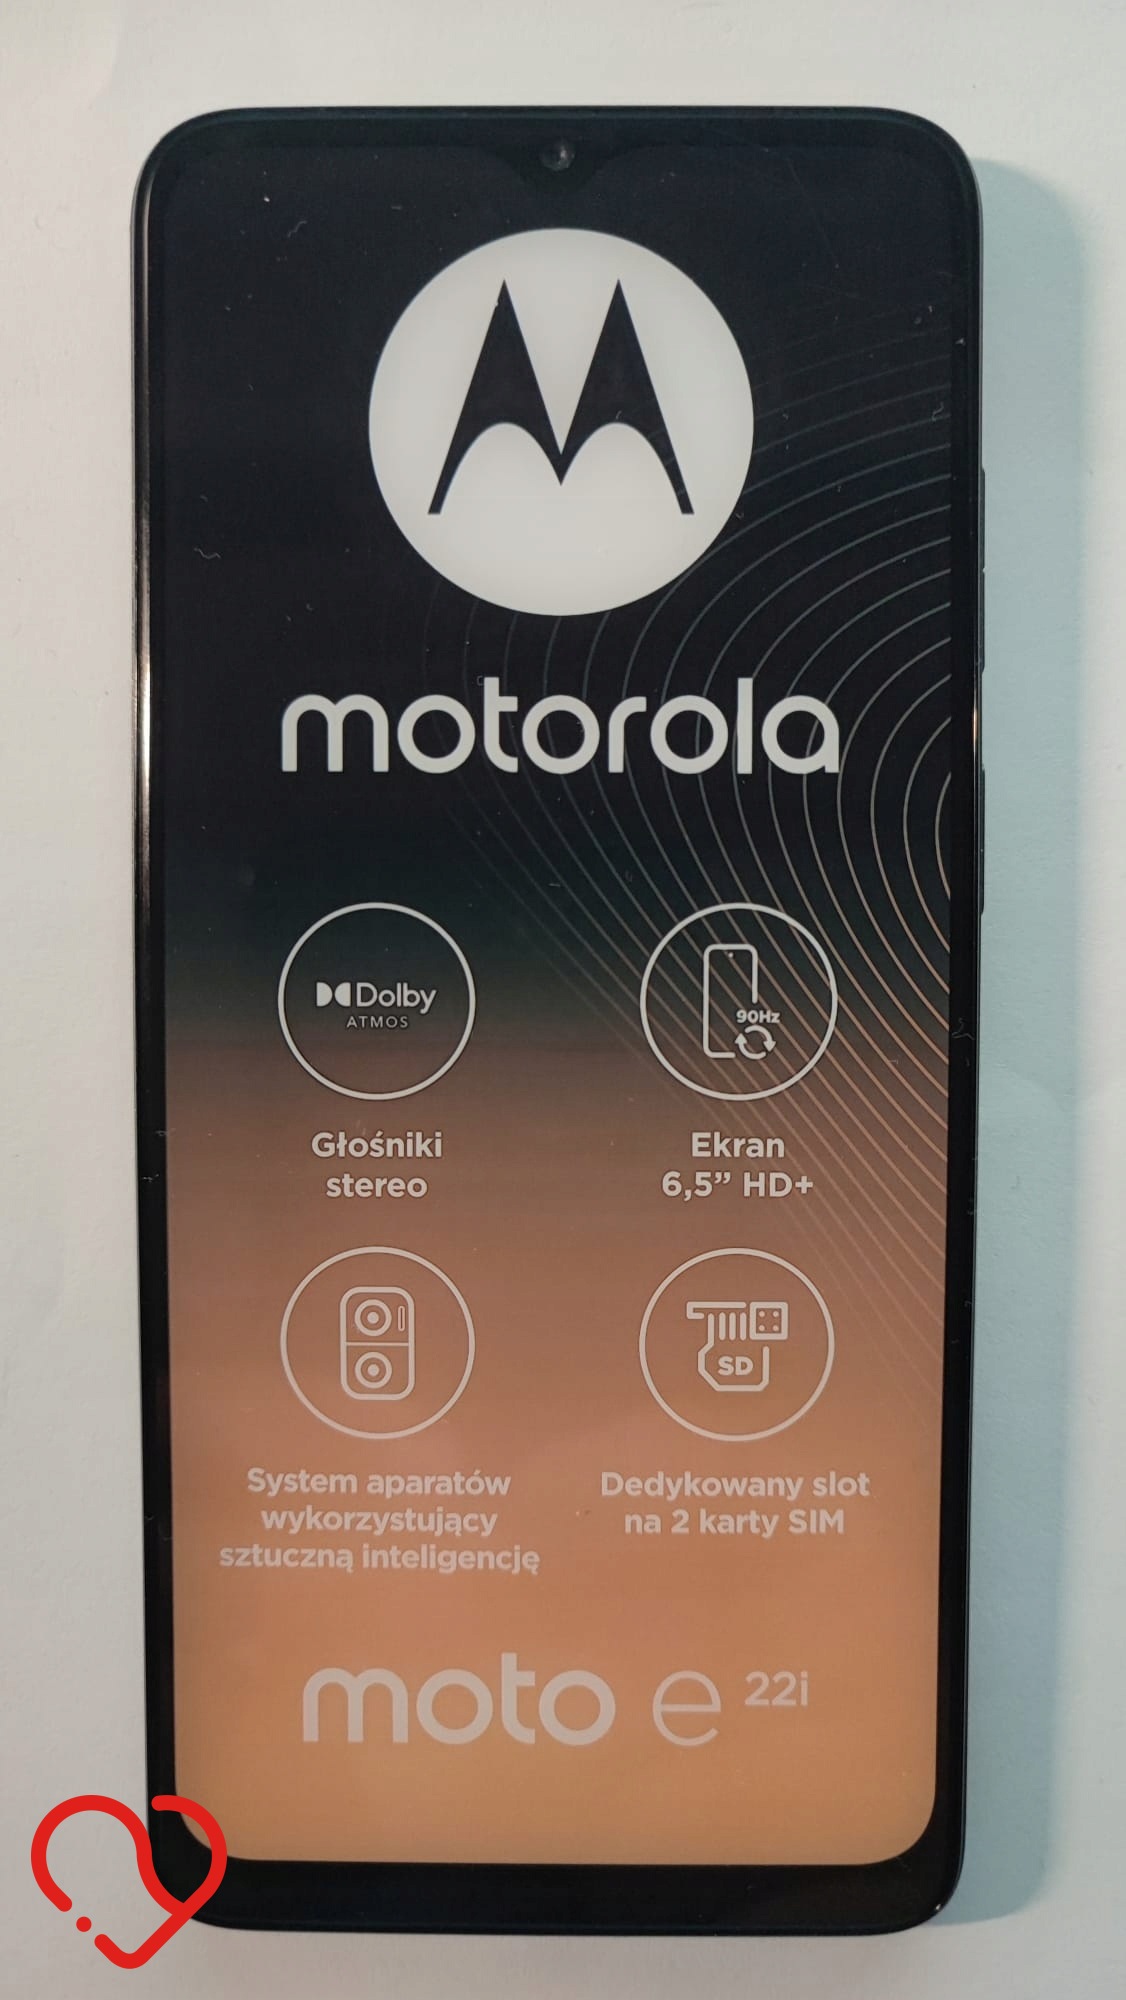 motorola
Dolby
ATMOS
90Hz
Głośniki
stereo
Ekran
6,5” HD+
SD
System aparatów
wykorzystujący
sztuczną inteligencję
Dedykowany slot
na 2 karty SIM
moto e 22i